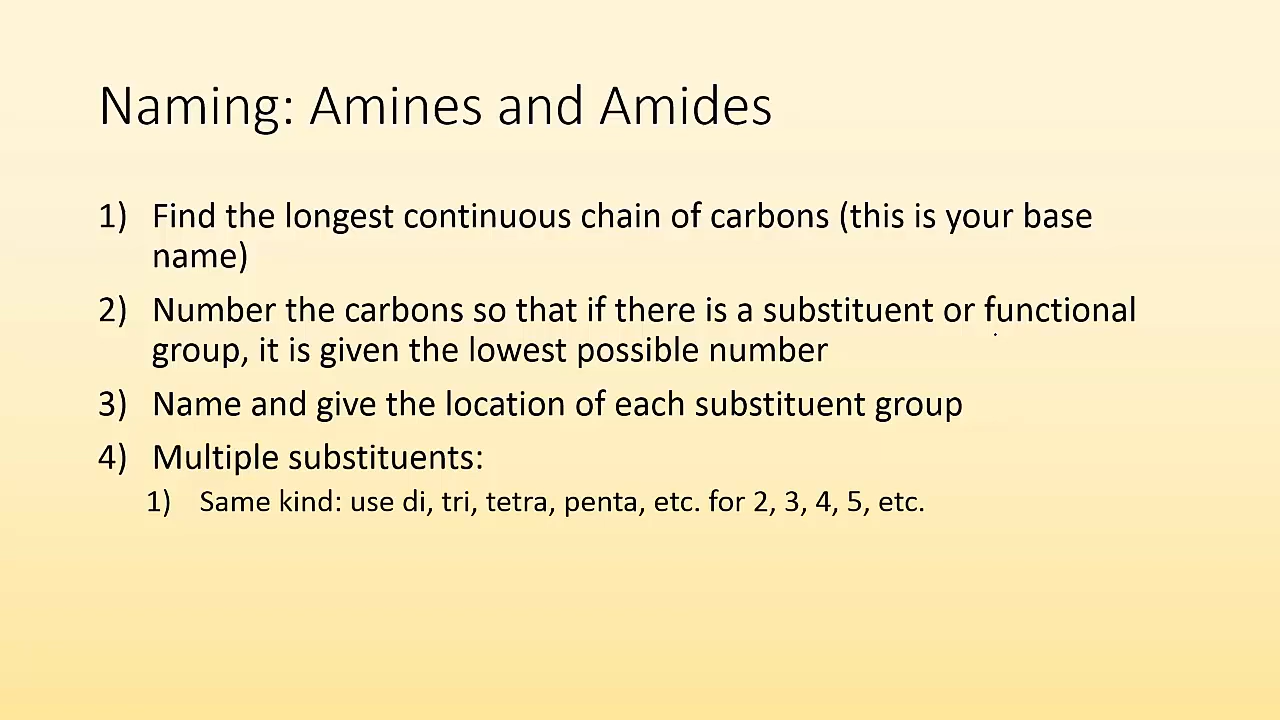 Naming: Amines and Amides
1) Find the longest continuous chain of carbons (this is your base
name)
2) Number the carbons so that if there is a substituent or functional
group, it is given the lowest possible number
3) Name and give the location of each substituent group
4) Multiple substituents:
1) Same kind: use di, tri, tetra, penta, etc. for 2, 3, 4, 5, etc.